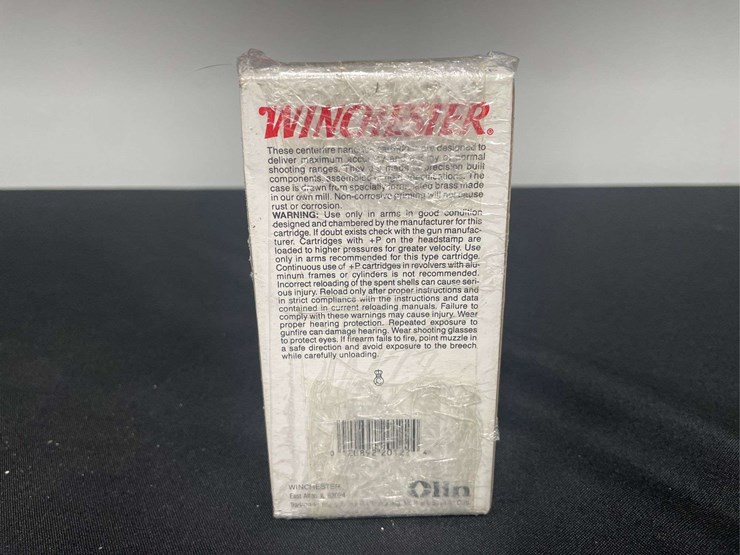 WINCHESTER®
These centerfire are designed to
deliver maximum normal
shooting ranges. They precision built
components assembled The
case is drawn from specially brass made
in our own mill. Non-corrosive priming will not cause
rust or corrosion.
WARNING: Use only in arms in good condition
designed and chambered by the manufacturer for this
cartridge. If doubt exists check with the gun manufac-
turer. Cartridges with +P on the headstamp are
loaded to higher pressures for greater velocity. Use
only in arms recommended for this type cartridge.
Continuous use of +P cartridges in revolvers with alu-
minum frames or cylinders is not recommended.
Incorrect reloading of the spent shells can cause seri-
ous injury. Reload only after proper instructions and
in strict compliance with the instructions and data
contained in current reloading manuals. Failure to
comply with these warnings may cause injury. Wear
proper hearing protection. Repeated exposure to
gunfire can damage hearing. Wear shooting glasses
to protect eyes. If firearm fails to fire, point muzzle in
a safe direction and avoid exposure to the breech
while carefully unloading.
WINCHESTER
East Alton, IL
Olin